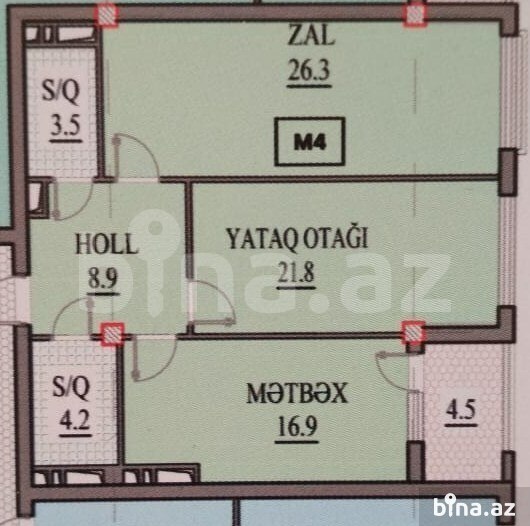 ZAL
26.3
S/Q
3.5
M4
HOLL
8.9
YATAQ OTAĞI
21.8
S/Q
4.2
MƏTBƏX
16.9
4.5
bina.az
bina.az